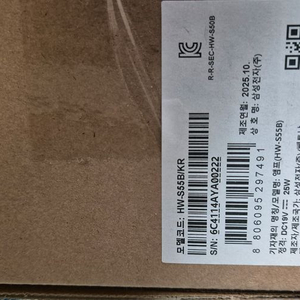 R-R-SEC-HW-S50B
제조연월: 2025.10.
상 호 명: 삼성전자(주)
모델코드: HW-S55B/KR
S/N: 6C4114AYA00222
8 806095 297491
기자재의 명칭/모델명: 앰프(HW-S55B)
정격: DC19V 25W
제조자/제조국가: 삼성전자(주)